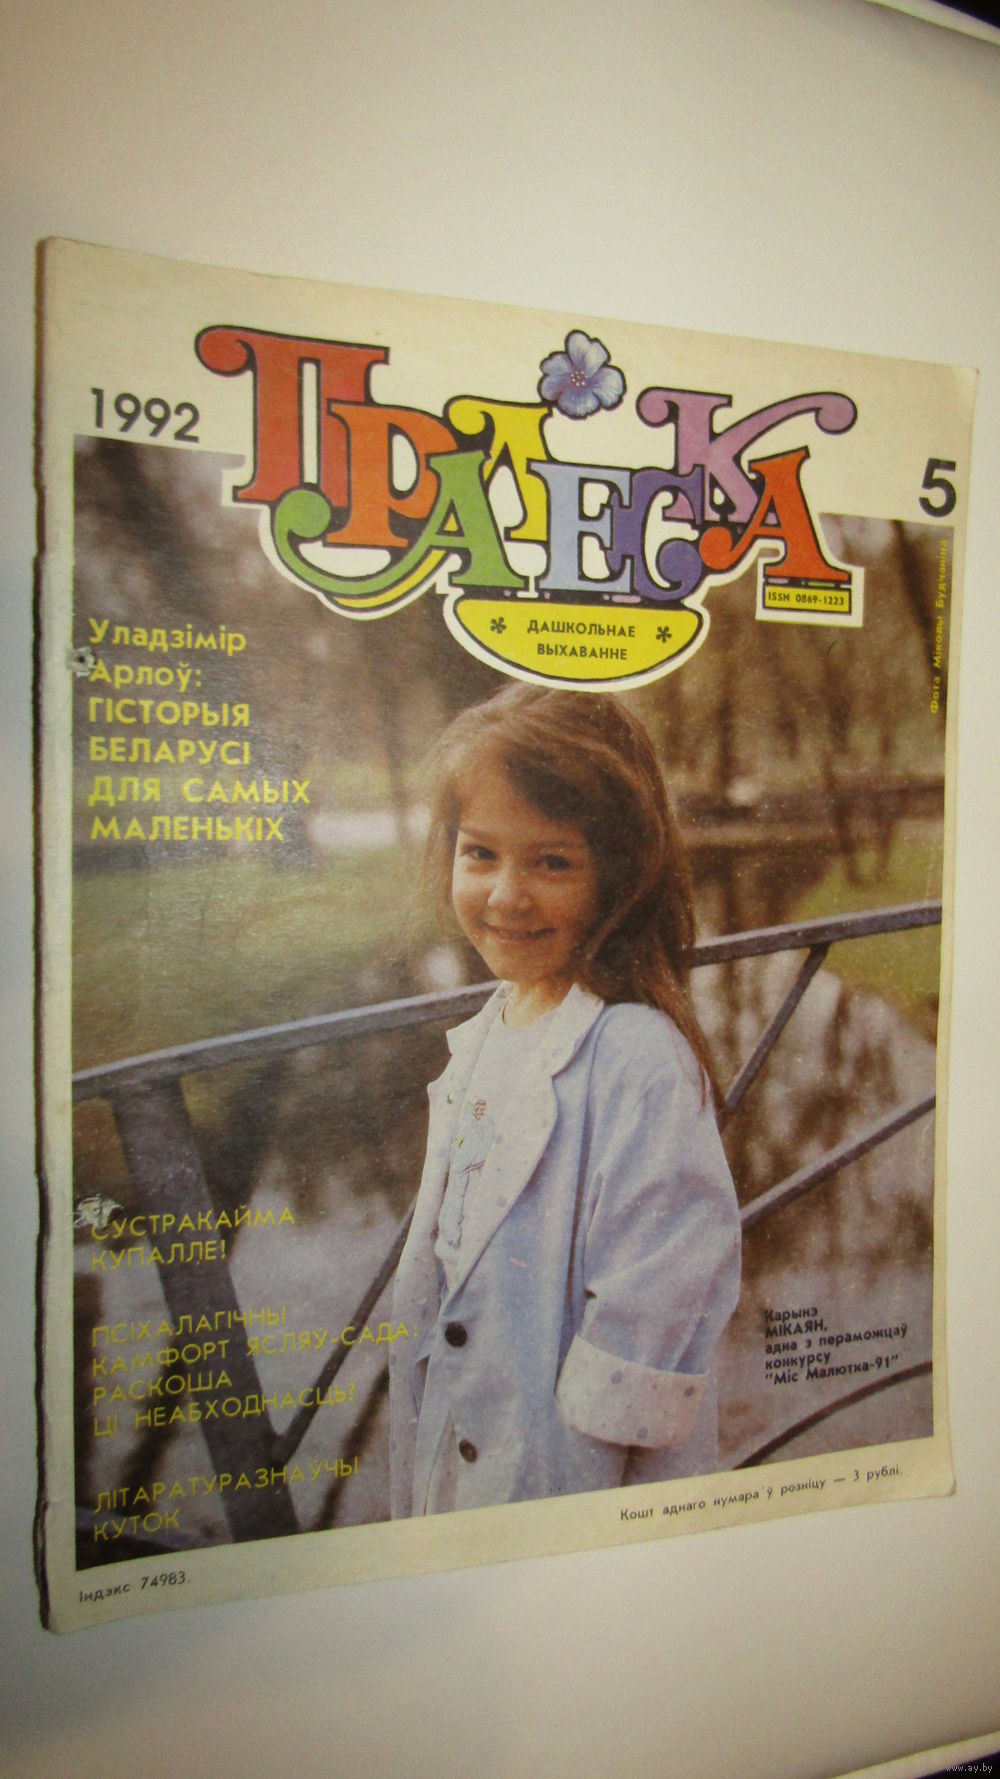 1992
ПРАЛЕСКА
5
ISSN 0869-1223
* ДАШКОЛЬНАЕ *
ВЫХАВАННЕ
Фота Міколы Будчаніна
Уладзімір
Арлоў:
ГІСТОРЫЯ
БЕЛАРУСІ
ДЛЯ САМЫХ
МАЛЕНЬКІХ
СУСТРАКАЙМА
КУПАЛЛЕ!
ПСІХАЛАГІЧНЫ
КАМФОРТ ЯСЛЯЎ-САДА:
РАСКОША
ЦІ НЕАБХОДНАСЦЬ?
ЛІТАРАТУРАЗНАЎЧЫ
КУТОК
Карынэ
МІКАЯН,
адна з пераможцаў
конкурсу
"Міс Малютка-91"
Кошт аднаго нумара ў розніцу — 3 рублі.
Індэкс 74983.
www.ay.by